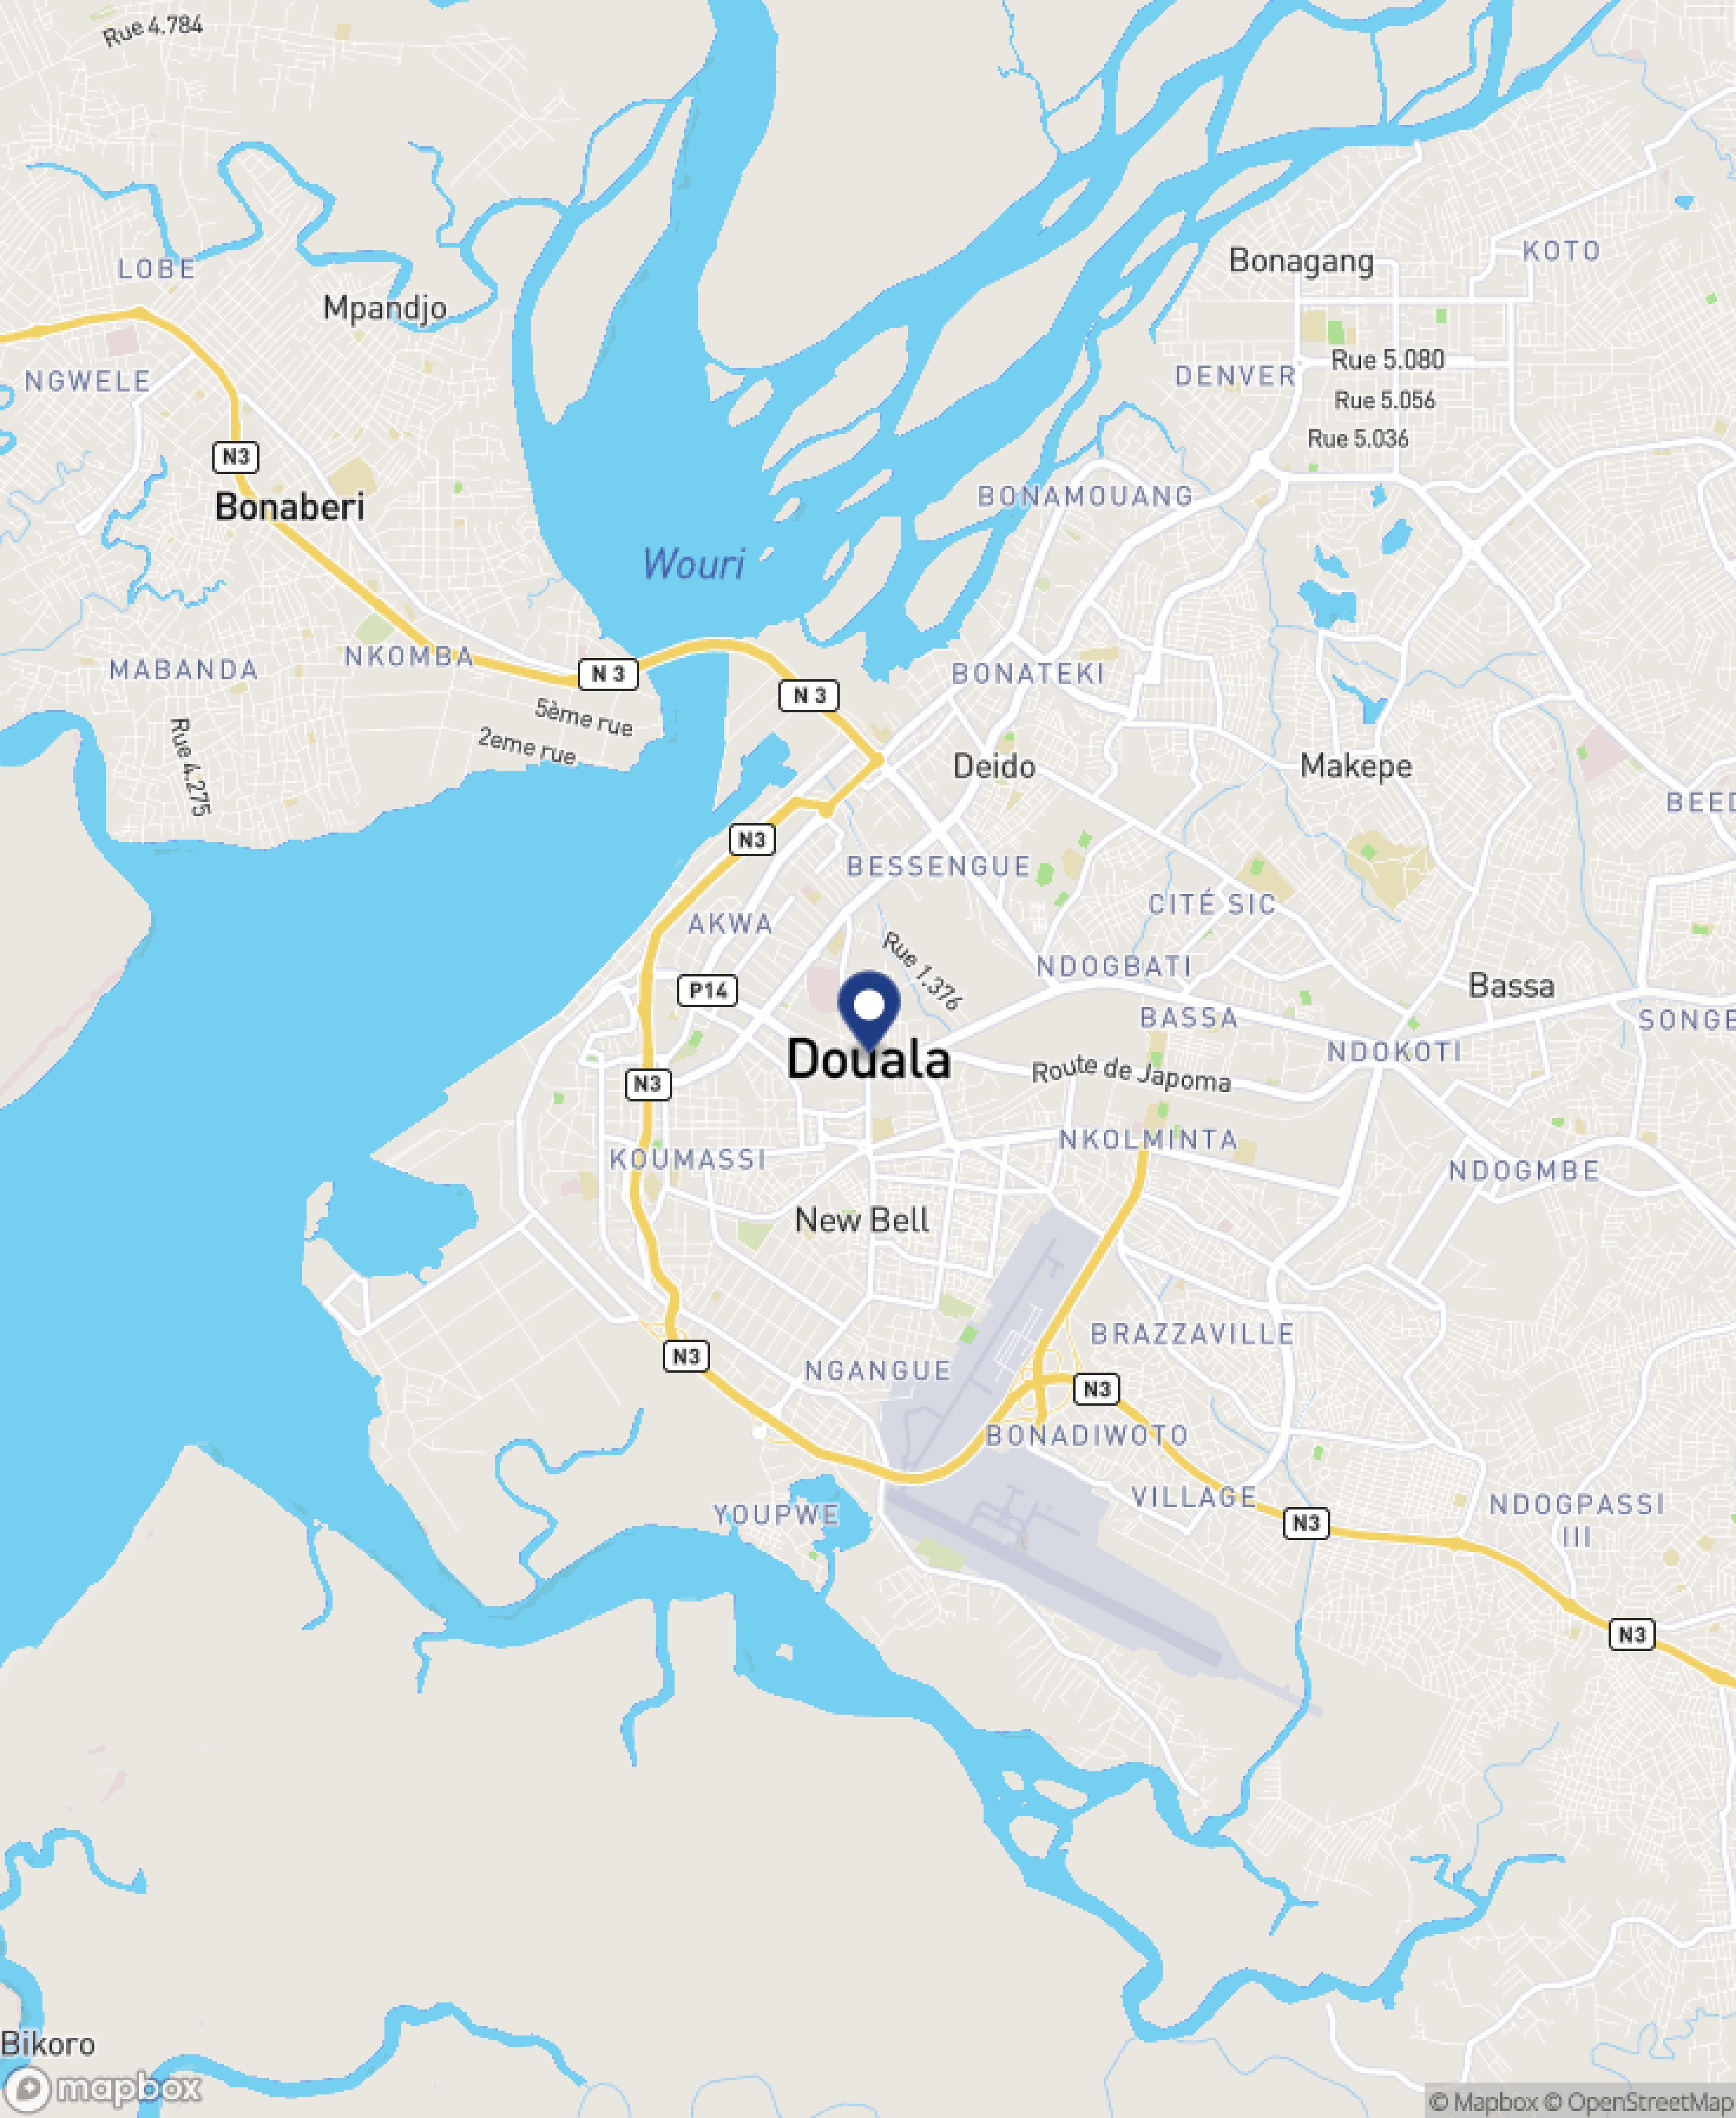 Rue 4.784
LOBE
KOTO
Bonagang
Mpandjo
NGWELE
DENVER
Rue 5.080
Rue 5.056
Rue 5.036
N3
Bonaberi
BONAMOUANG
Wouri
MABANDA
NKOMBA
N 3
N 3
BONATEKI
5ème rue
2eme rue
Rue 4.275
Deido
Makepe
BEED
N3
BESSENGUE
AKWA
CITÉ SIC
Rue 1.376
NDOGBATI
P14
Bassa
BASSA
SONGE
Douala
NDOKOTI
Route de Japoma
N3
KOUMASSI
NKOLMINTA
NDOGMBE
New Bell
BRAZZAVILLE
N3
NGANGUE
N3
BONADIWOTO
VILLAGE
YOUPWE
N3
NDOGPASSI
III
N3
Bikoro
mapbox
© Mapbox © OpenStreetMap